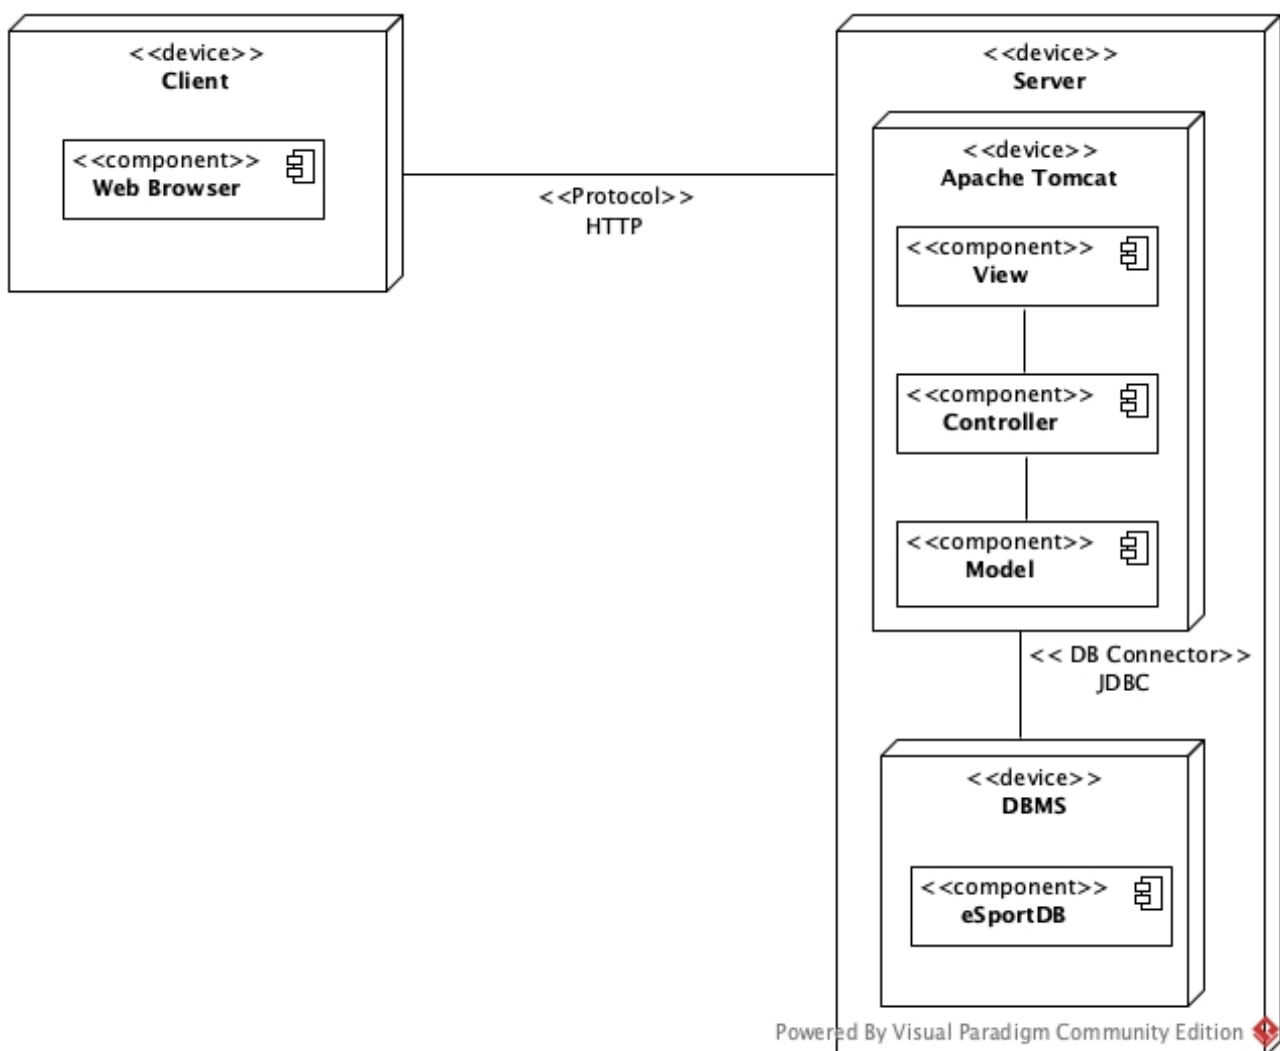 <<device>>
Client
<<component>>
Web Browser
<<Protocol>>
HTTP
<<device>>
Server
<<device>>
Apache Tomcat
<<component>>
View
<<component>>
Controller
<<component>>
Model
<< DB Connector>>
JDBC
<<device>>
DBMS
<<component>>
eSportDB
Powered By Visual Paradigm Community Edition